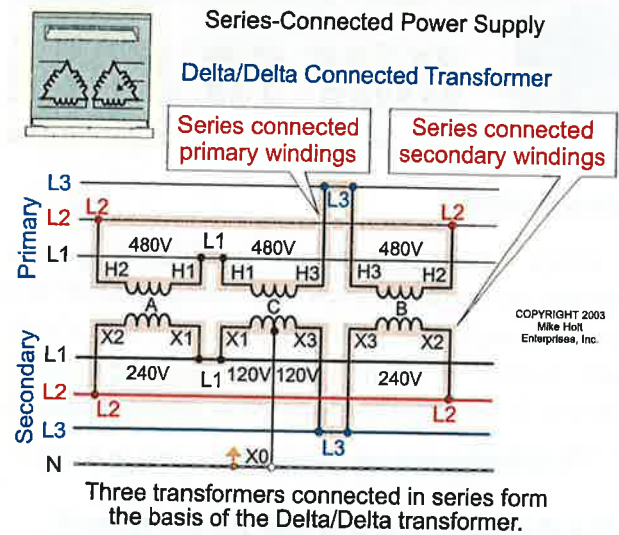 Series-Connected Power Supply
Delta/Delta Connected Transformer
Series connected
primary windings
Series connected
secondary windings
Primary
L3
L3
L2
L2
L2
L1
L1
480V
480V
480V
H2
H1
H1
H3
H3
H2
A
C
B
COPYRIGHT 2003
Mike Holt
Enterprises, Inc.
Secondary
X2
X1
X1
X3
X3
X2
L1
240V
L1
120V
120V
240V
L2
L2
L2
L3
L3
N
X0
Three transformers connected in series form
the basis of the Delta/Delta transformer.